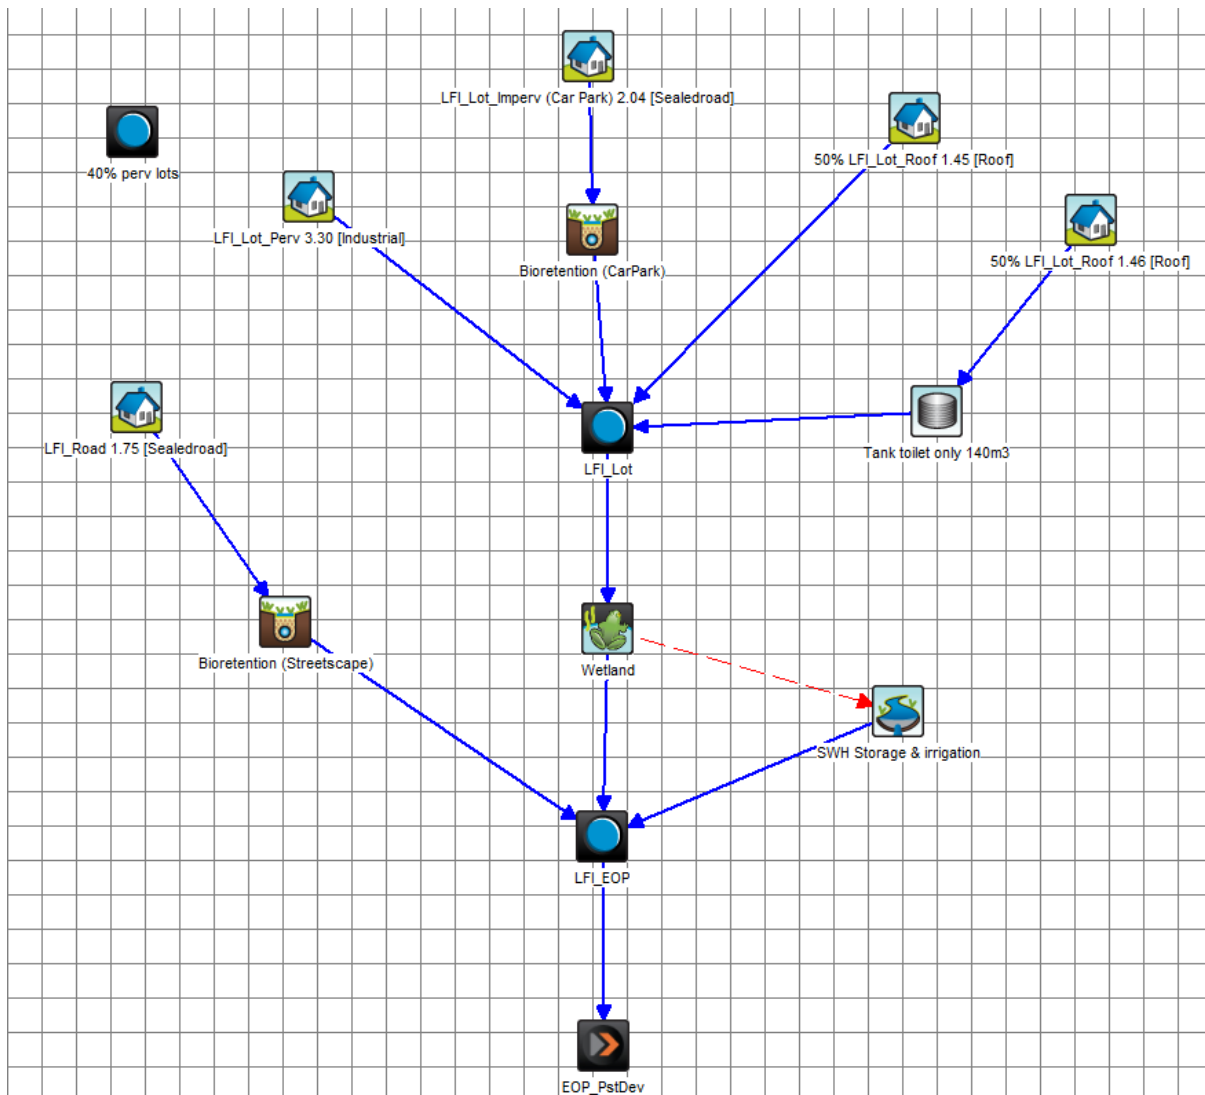 LFI_Lot_Imperv (Car Park) 2.04 [Sealedroad]
50% LFI_Lot_Roof 1.45 [Roof]
40% perv lots
LFI_Lot_Perv 3.30 [Industrial]
50% LFI_Lot_Roof 1.46 [Roof]
Bioretention (CarPark)
LFI_Road 1.75 [Sealedroad]
Tank toilet only 140m3
LFI_Lot
Bioretention (Streetscape)
Wetland
SWH Storage & irrigation
LFI_EOP
EOP_PstDev